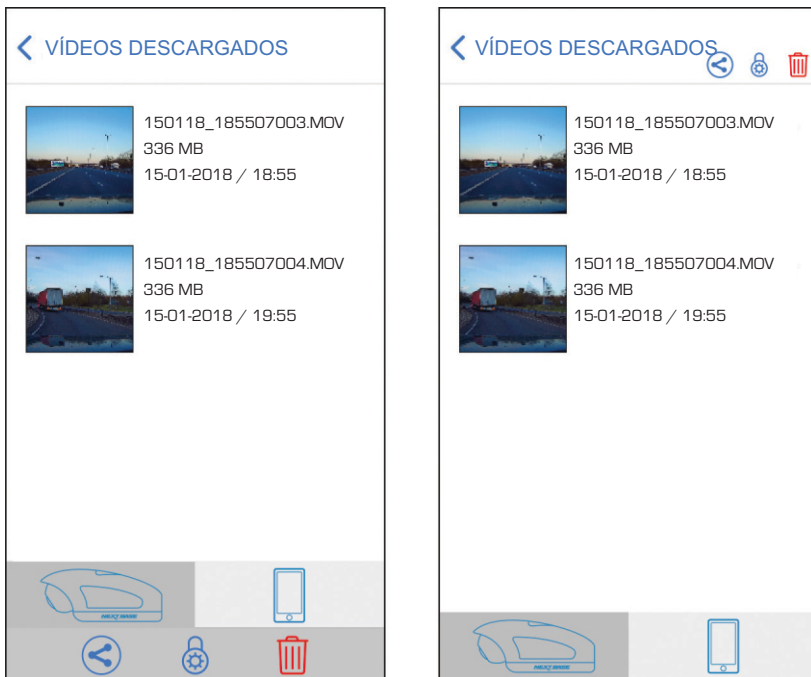 VÍDEOS DESCARGADOS
150118_185507003.MOV
336 MB
15-01-2018 / 18:55
150118_185507004.MOV
336 MB
15-01-2018 / 19:55
NEXTBASE
VÍDEOS DESCARGADOS
150118_185507003.MOV
336 MB
15-01-2018 / 18:55
150118_185507004.MOV
336 MB
15-01-2018 / 19:55
NEXTBASE